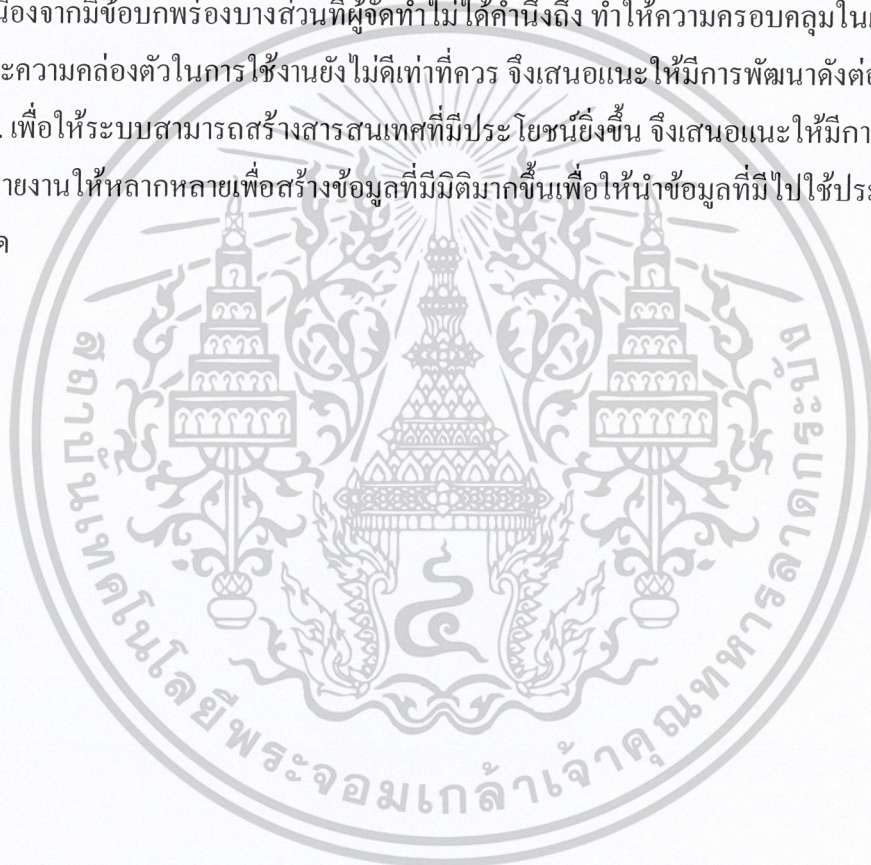 นื่องจากมีข้อบกพร่องบางส่วนที่ผู้จัดทำไม่ได้คำนึงถึง ทำให้ความครอบคลุมในเ
ะความคล่องตัวในการใช้งานยังไม่ดีเท่าที่ควร จึงเสนอแนะให้มีการพัฒนาดังต่อ
. เพื่อให้ระบบสามารถสร้างสารสนเทศที่มีประโยชน์ยิ่งขึ้น จึงเสนอแนะให้มีกา
ายงานให้หลากหลายเพื่อสร้างข้อมูลที่มีมิติมากขึ้นเพื่อให้นำข้อมูลที่มีไปใช้ประ
ด
สถาบันเทคโนโลยีพระจอมเกล้าเจ้าคุณทหารลาดกระบัง
๔